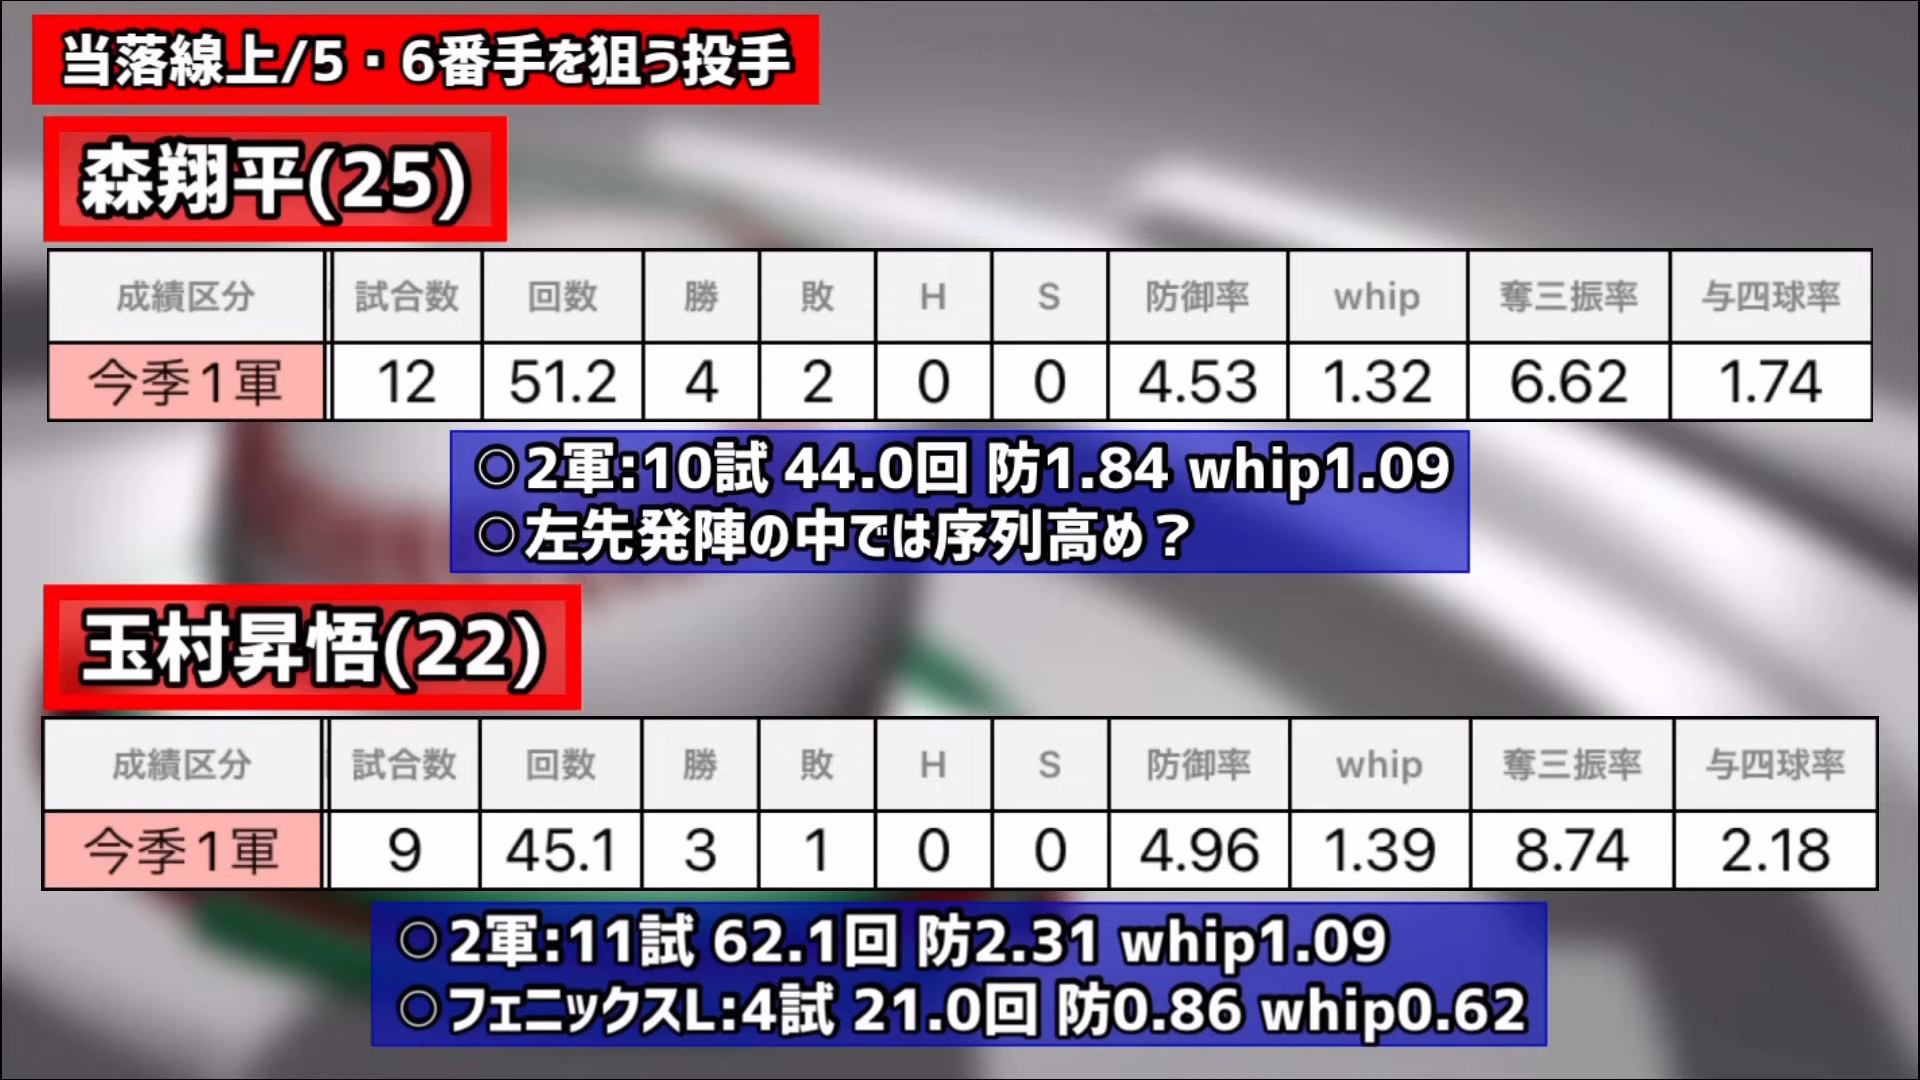 当落線上/5・6番手を狙う投手
森翔平(25)
成績区分 試合数 回数 勝 敗 H S 防御率 whip 奪三振率 与四球率
今季1軍 12 51.2 4 2 0 0 4.53 1.32 6.62 1.74
○2軍:10試 44.0回 防1.84 whip1.09
○左先発陣の中では序列高め？
玉村昇悟(22)
成績区分 試合数 回数 勝 敗 H S 防御率 whip 奪三振率 与四球率
今季1軍 9 45.1 3 1 0 0 4.96 1.39 8.74 2.18
○2軍:11試 62.1回 防2.31 whip1.09
○フェニックスL:4試 21.0回 防0.86 whip0.62